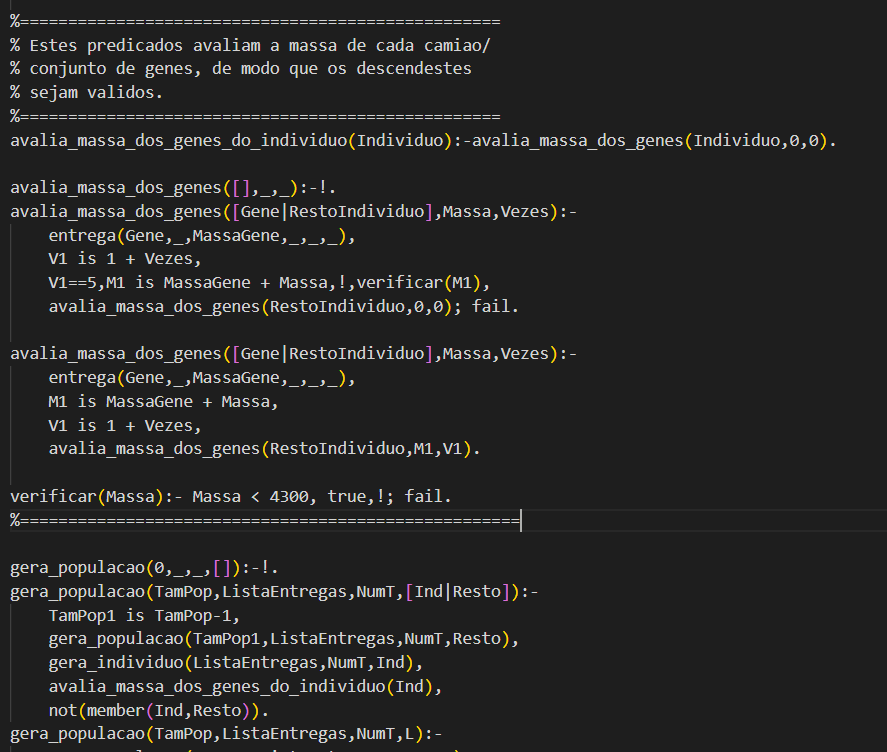 %==================================================
% Estes predicados avaliam a massa de cada camiao/
% conjunto de genes, de modo que os descendestes
% sejam validos.
%==================================================
avalia_massa_dos_genes_do_individuo(Individuo):-avalia_massa_dos_genes(Individuo,0,0).
avalia_massa_dos_genes([],_,_):-!.
avalia_massa_dos_genes([Gene|RestoIndividuo],Massa,Vezes):-
    entrega(Gene,_,MassaGene,_,_,_),
    V1 is 1 + Vezes,
    V1==5,M1 is MassaGene + Massa,!,verificar(M1),
    avalia_massa_dos_genes(RestoIndividuo,0,0); fail.
avalia_massa_dos_genes([Gene|RestoIndividuo],Massa,Vezes):-
    entrega(Gene,_,MassaGene,_,_,_),
    M1 is MassaGene + Massa,
    V1 is 1 + Vezes,
    avalia_massa_dos_genes(RestoIndividuo,M1,V1).
verificar(Massa):- Massa < 4300, true,!; fail.
%====================================================
gera_populacao(0,_,_,[]):-!.
gera_populacao(TamPop,ListaEntregas,NumT,[Ind|Resto]):-
    TamPop1 is TamPop-1,
    gera_populacao(TamPop1,ListaEntregas,NumT,Resto),
    gera_individuo(ListaEntregas,NumT,Ind),
    avalia_massa_dos_genes_do_individuo(Ind),
    not(member(Ind,Resto)).
gera_populacao(TamPop,ListaEntregas,NumT,L):-